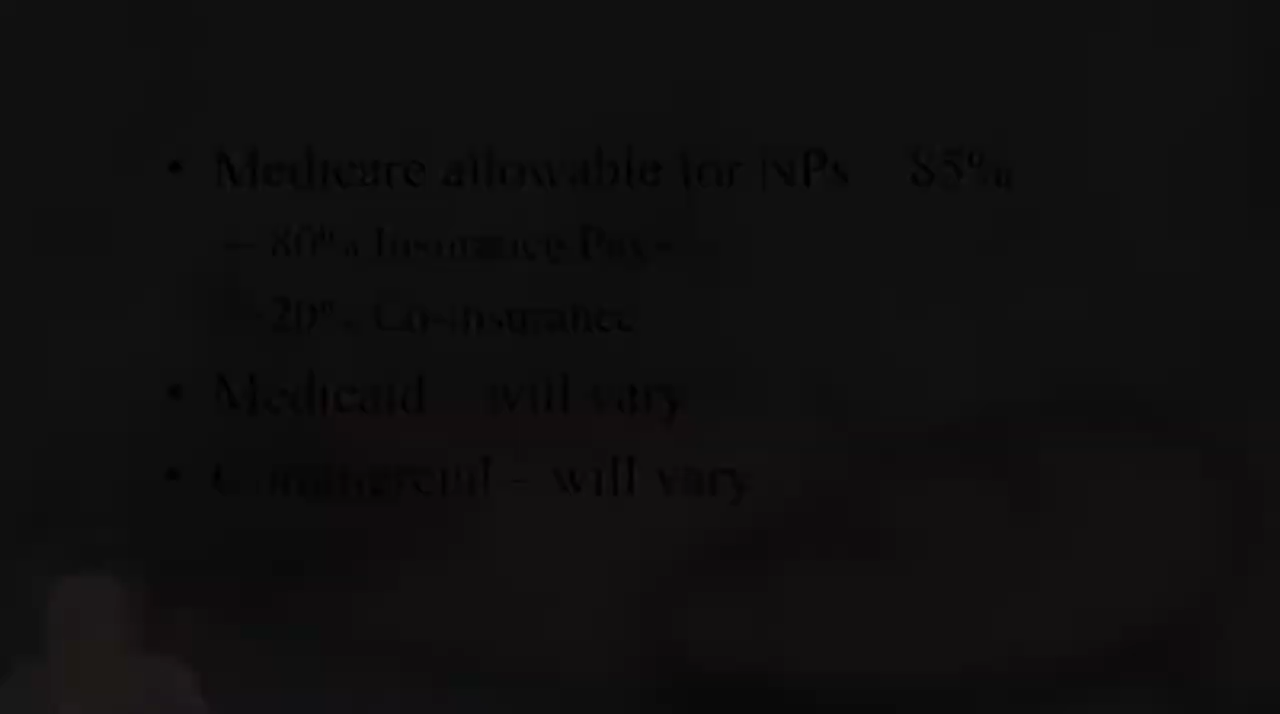 • Medicare allowable for NPs – 85%
– 80% Insurance Pays
– 20% Co-insurance
• Medicaid – will vary
• Commercial – will vary